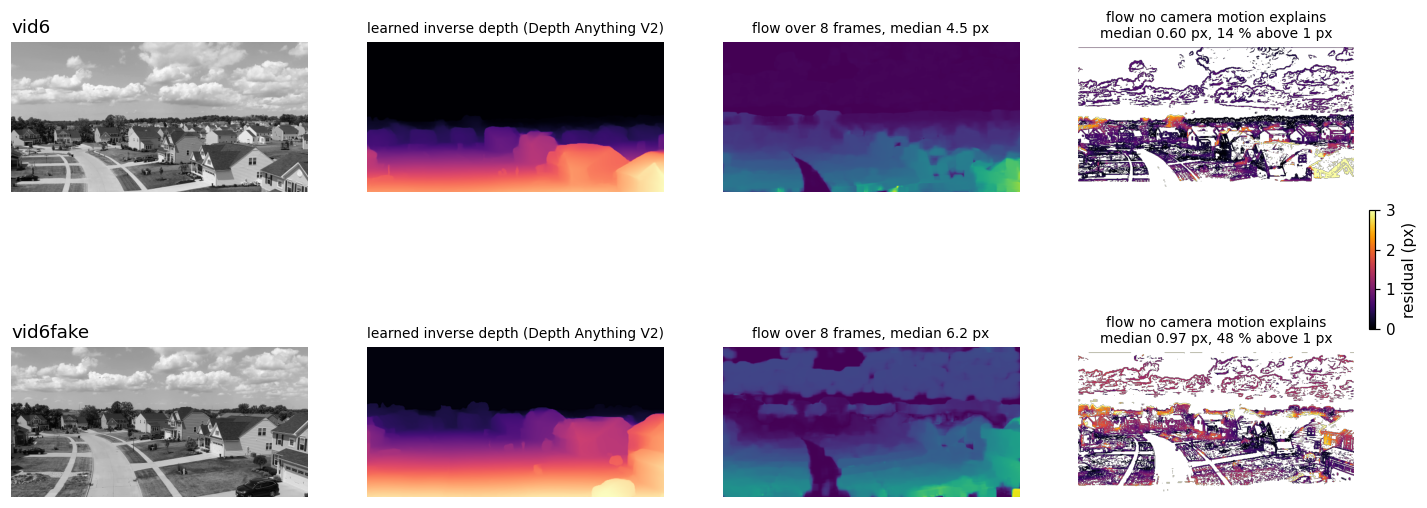 vid6
learned inverse depth (Depth Anything V2)
flow over 8 frames, median 4.5 px
flow no camera motion explains
median 0.60 px, 14 % above 1 px
3
2
1
0
residual (px)
vid6fake
learned inverse depth (Depth Anything V2)
flow over 8 frames, median 6.2 px
flow no camera motion explains
median 0.97 px, 48 % above 1 px